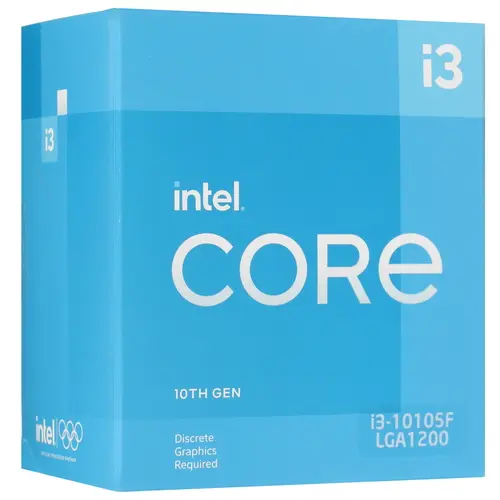 i3
i3
intel.
CORE
10TH GEN
Discrete
Graphics
Required
i3-10105F
LGA1200
intel